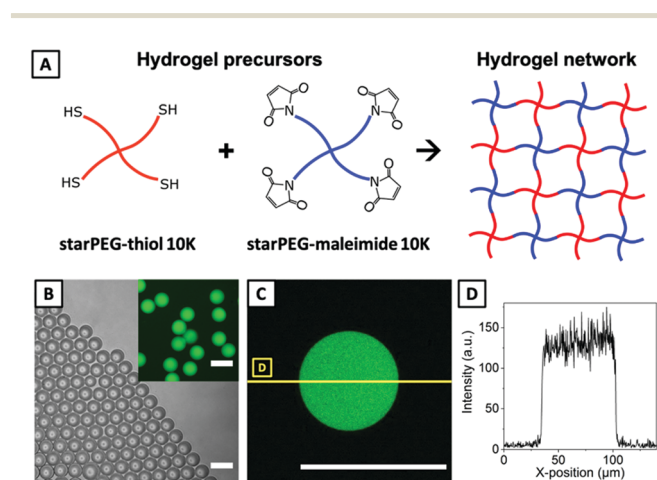 A
Hydrogel precursors
Hydrogel network
HS
SH
HS
SH
+
O
N
O
O
N
O
O
N
O
O
N
O
starPEG-thiol 10K
starPEG-maleimide 10K
B
C
D
D
Intensity (a.u.)
150
100
50
0
0
50
100
X-position (µm)